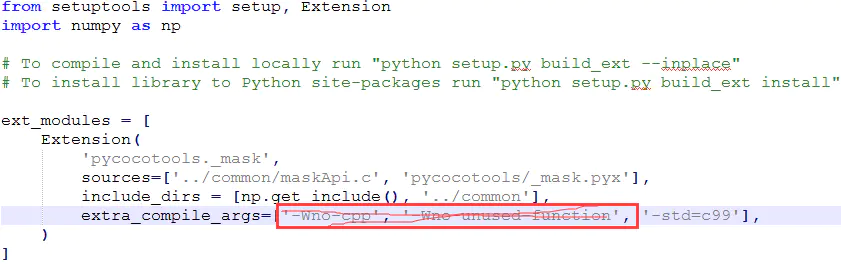 from setuptools import setup, Extension
import numpy as np
# To compile and install locally run "python setup.py build_ext --inplace"
# To install library to Python site-packages run "python setup.py build_ext install"
ext_modules = [
    Extension(
        'pycocotools._mask',
        sources=['../common/maskApi.c', 'pycocotools/_mask.pyx'],
        include_dirs = [np.get_include(), '../common'],
        extra_compile_args=['-Wno-cpp', '-Wno-unused-function', '-std=c99'],
    )
]